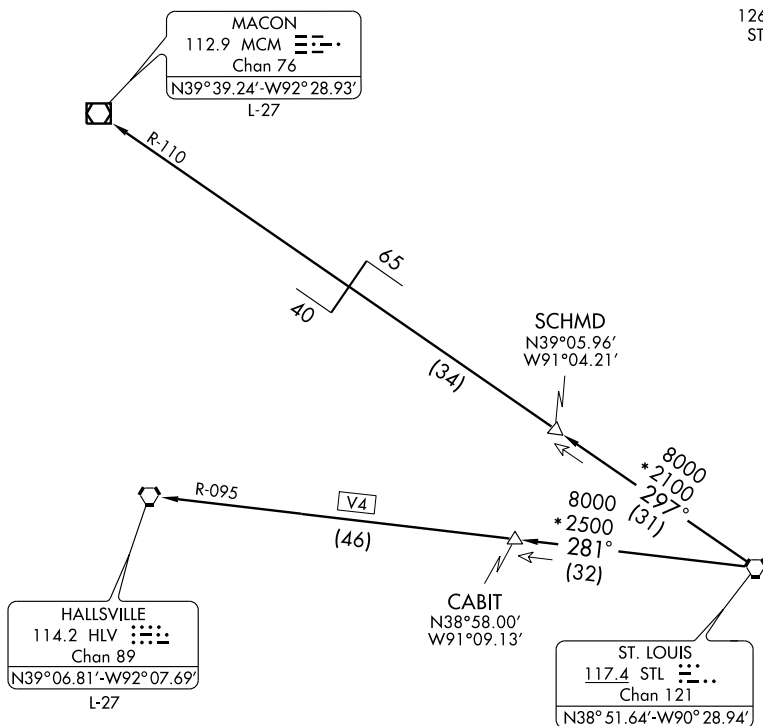 MACON
112.9 MCM
Chan 76
N39°39.24'-W92°28.93'
L-27
126
ST
R-110
65
40
SCHMD
N39°05.96'
W91°04.21'
(34)
8000
*2100
297°
(31)
R-095
V4
(46)
8000
*2500
281°
(32)
CABIT
N38°58.00'
W91°09.13'
HALLSVILLE
114.2 HLV
Chan 89
N39°06.81'-W92°07.69'
L-27
ST. LOUIS
117.4 STL
Chan 121
N38°51.64'-W90°28.94'